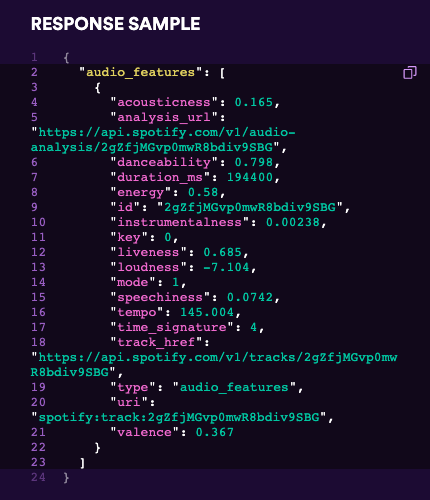 RESPONSE SAMPLE
1 {
2 "audio_features": [
3 {
4 "acousticness": 0.165,
5 "analysis_url":
"https://api.spotify.com/v1/audio-
analysis/2gZfjMGvp0mwR8bdiv9SBG",
6 "danceability": 0.798,
7 "duration_ms": 194400,
8 "energy": 0.58,
9 "id": "2gZfjMGvp0mwR8bdiv9SBG",
10 "instrumentalness": 0.00238,
11 "key": 0,
12 "liveness": 0.685,
13 "loudness": -7.104,
14 "mode": 1,
15 "speechiness": 0.0742,
16 "tempo": 145.004,
17 "time_signature": 4,
18 "track_href":
"https://api.spotify.com/v1/tracks/2gZfjMGvp0mw
R8bdiv9SBG",
19 "type": "audio_features",
20 "uri":
"spotify:track:2gZfjMGvp0mwR8bdiv9SBG",
21 "valence": 0.367
22 }
23 ]
24 }